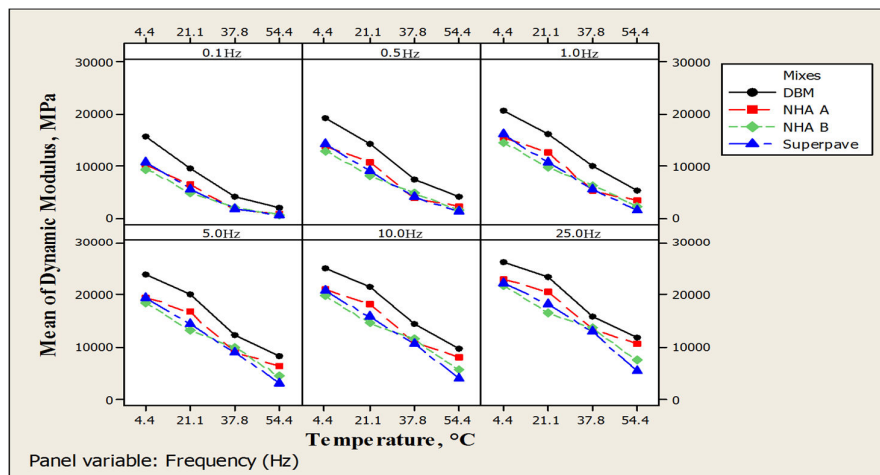 4.4 21.1 37.8 54.4 4.4 21.1 37.8 54.4 4.4 21.1 37.8 54.4
0.1Hz 0.5Hz 1.0Hz
30000 30000
20000 20000
10000 10000
0 0
5.0Hz 10.0Hz 25.0Hz
30000 30000
20000 20000
10000 10000
0 0
4.4 21.1 37.8 54.4 4.4 21.1 37.8 54.4 4.4 21.1 37.8 54.4
Mean of Dynamic Modulus, MPa
Temperature, °C
Panel variable: Frequency (Hz)
Mixes
DBM
NHA A
NHA B
Superpave